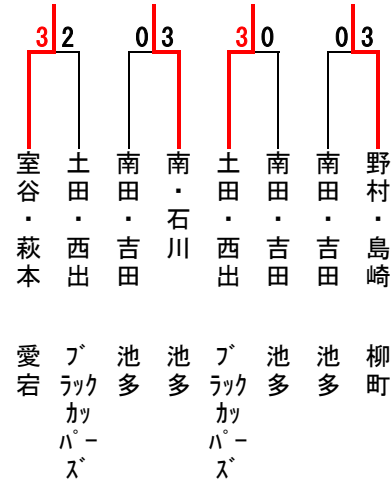 3 2 0 3 3 0 0 3
室谷・萩本
土田・西出
南田・吉田
南・石川
土田・西出
南田・吉田
南田・吉田
野村・島崎
愛宕
ブラックカッパーズ
池多
池多
ブラックカッパーズ
池多
池多
柳町